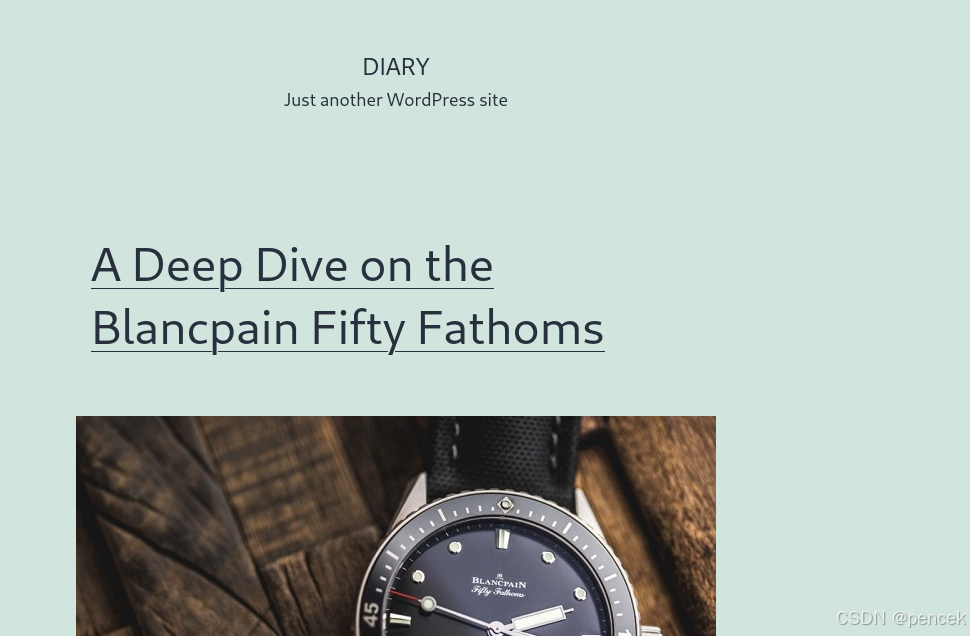 DIARY
Just another WordPress site
A Deep Dive on the
Blancpain Fifty Fathoms
BLANCPAIN
Fifty Fathoms
45
CSDN @pencek